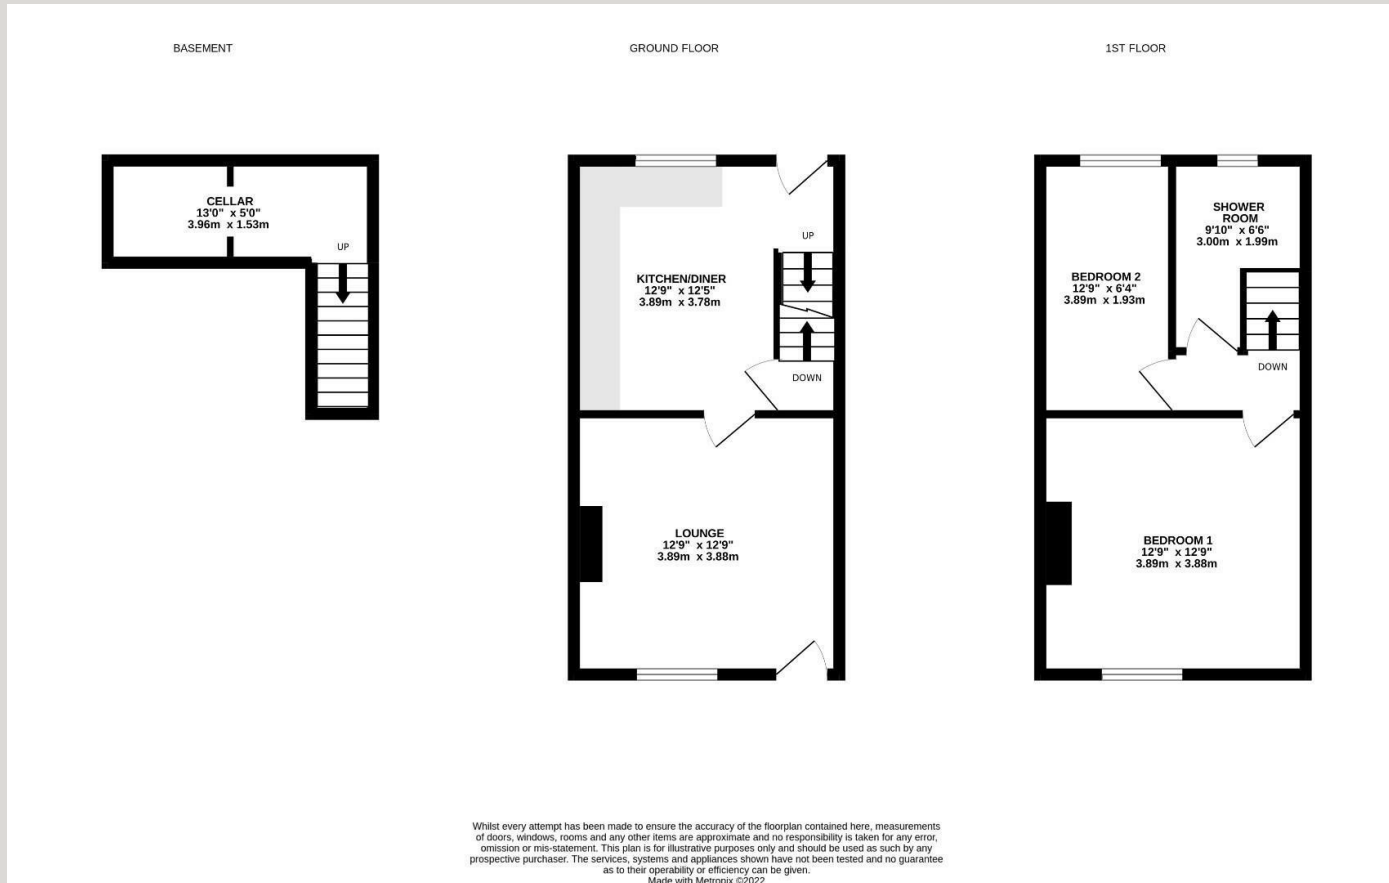 BASEMENT
GROUND FLOOR
1ST FLOOR
CELLAR
13'0" x 5'0"
3.96m x 1.53m
UP
KITCHEN/DINER
12'9" x 12'5"
3.89m x 3.78m
UP
DOWN
LOUNGE
12'9" x 12'9"
3.89m x 3.88m
SHOWER
ROOM
9'10" x 6'6"
3.00m x 1.99m
BEDROOM 2
12'9" x 6'4"
3.89m x 1.93m
DOWN
BEDROOM 1
12'9" x 12'9"
3.89m x 3.88m
Whilst every attempt has been made to ensure the accuracy of the floorplan contained here, measurements
of doors, windows, rooms and any other items are approximate and no responsibility is taken for any error,
omission or mis-statement. This plan is for illustrative purposes only and should be used as such by any
prospective purchaser. The services, systems and appliances shown have not been tested and no guarantee
as to their operability or efficiency can be given.
Made with Metropix ©2022